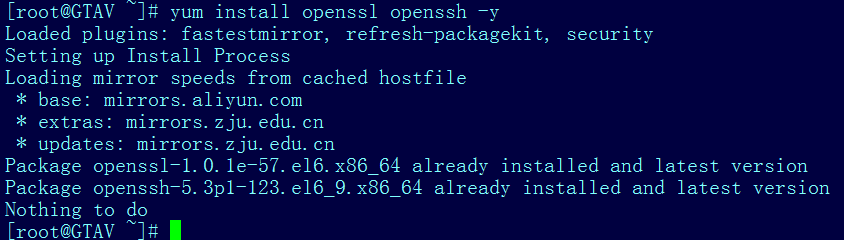 [root@GTAV ~]# yum install openssl openssh -y
Loaded plugins: fastestmirror, refresh-packagekit, security
Setting up Install Process
Loading mirror speeds from cached hostfile
 * base: mirrors.aliyun.com
 * extras: mirrors.zju.edu.cn
 * updates: mirrors.zju.edu.cn
Package openssl-1.0.1e-57.el6.x86_64 already installed and latest version
Package openssh-5.3p1-123.el6_9.x86_64 already installed and latest version
Nothing to do
[root@GTAV ~]#